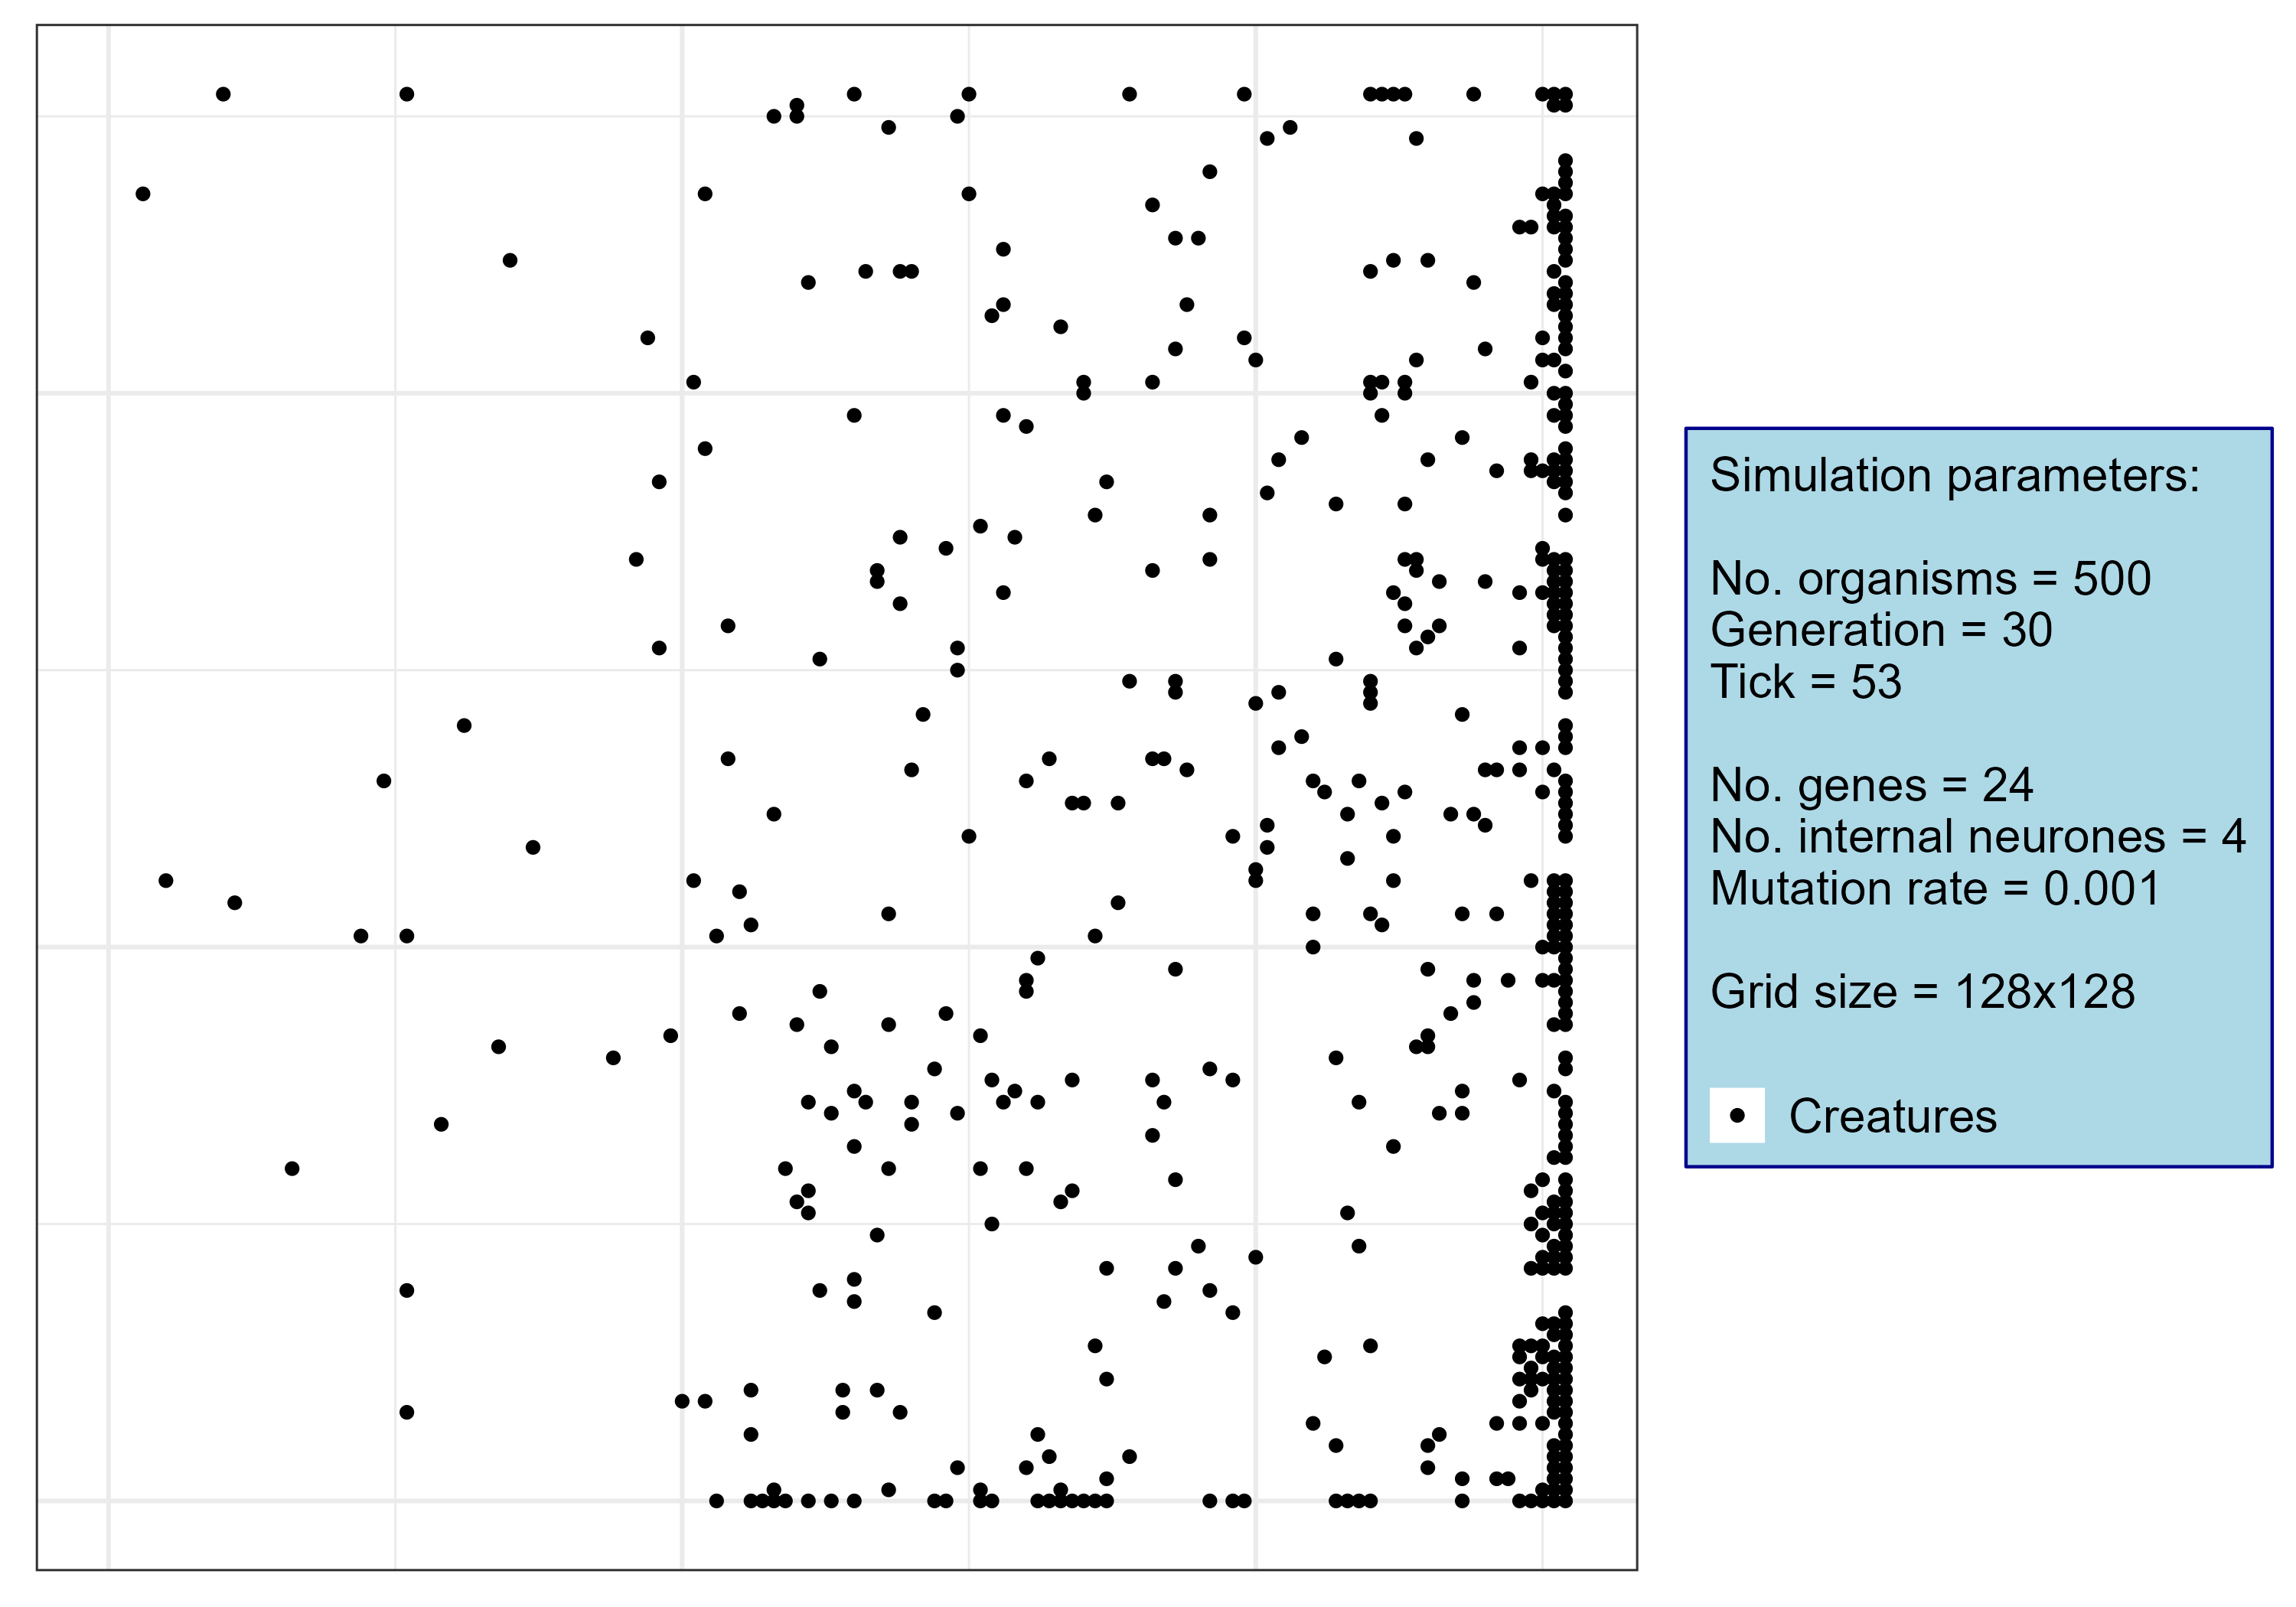 Simulation parameters:
No. organisms = 500
Generation = 30
Tick = 53
No. genes = 24
No. internal neurones = 4
Mutation rate = 0.001
Grid size = 128x128
Creatures